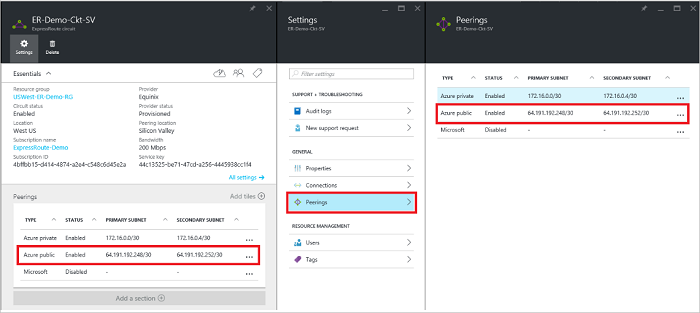 ER-Demo-Ckt-SV
ExpressRoute circuit
Settings
Delete
Essentials
Resource group
USWest-ER-Demo-RG
Circuit status
Enabled
Location
West US
Subscription name
ExpressRoute-Demo
Subscription ID
4bffbb15-d414-4874-a2e4-c548c6d45e2a
Provider
Equinix
Provider status
Provisioned
Peering location
Silicon Valley
Bandwidth
200 Mbps
Service key
44c13525-be71-47cd-a256-4445938cc1f4
All settings →
Peerings
Add tiles
TYPE STATUS PRIMARY SUBNET SECONDARY SUBNET
Azure private Enabled 172.16.0.0/30 172.16.0.4/30 ...
Azure public Enabled 64.191.192.248/30 64.191.192.252/30 ...
Microsoft Disabled - - ...
Add a section
Settings
ER-Demo-Ckt-SV
Filter settings
SUPPORT + TROUBLESHOOTING
Audit logs
New support request
GENERAL
Properties
Connections
Peerings
RESOURCE MANAGEMENT
Users
Tags
Peerings
ER-Demo-Ckt-SV
TYPE STATUS PRIMARY SUBNET SECONDARY SUBNET
Azure private Enabled 172.16.0.0/30 172.16.0.4/30 ...
Azure public Enabled 64.191.192.248/30 64.191.192.252/30 ...
Microsoft Disabled - - ...